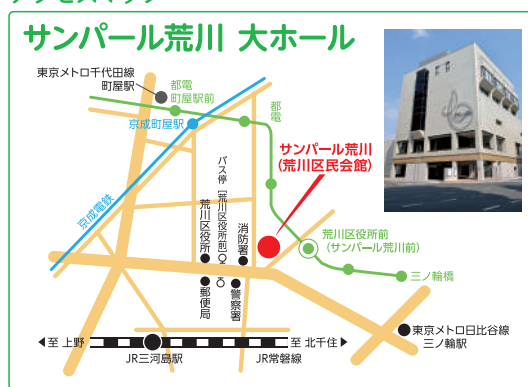 サンパール荒川 大ホール
東京メトロ千代田線
町屋駅
都電
町屋駅前
京成町屋駅
都電
サンパール荒川
(荒川区民会館)
京成電鉄
バス停［荒川区役所前］
荒川区役所
消防署
荒川区役所前
(サンパール荒川前)
三ノ輪橋
郵便局
警察署
至 上野
至 北千住
JR三河島駅
JR常磐線
東京メトロ日比谷線
三ノ輪駅